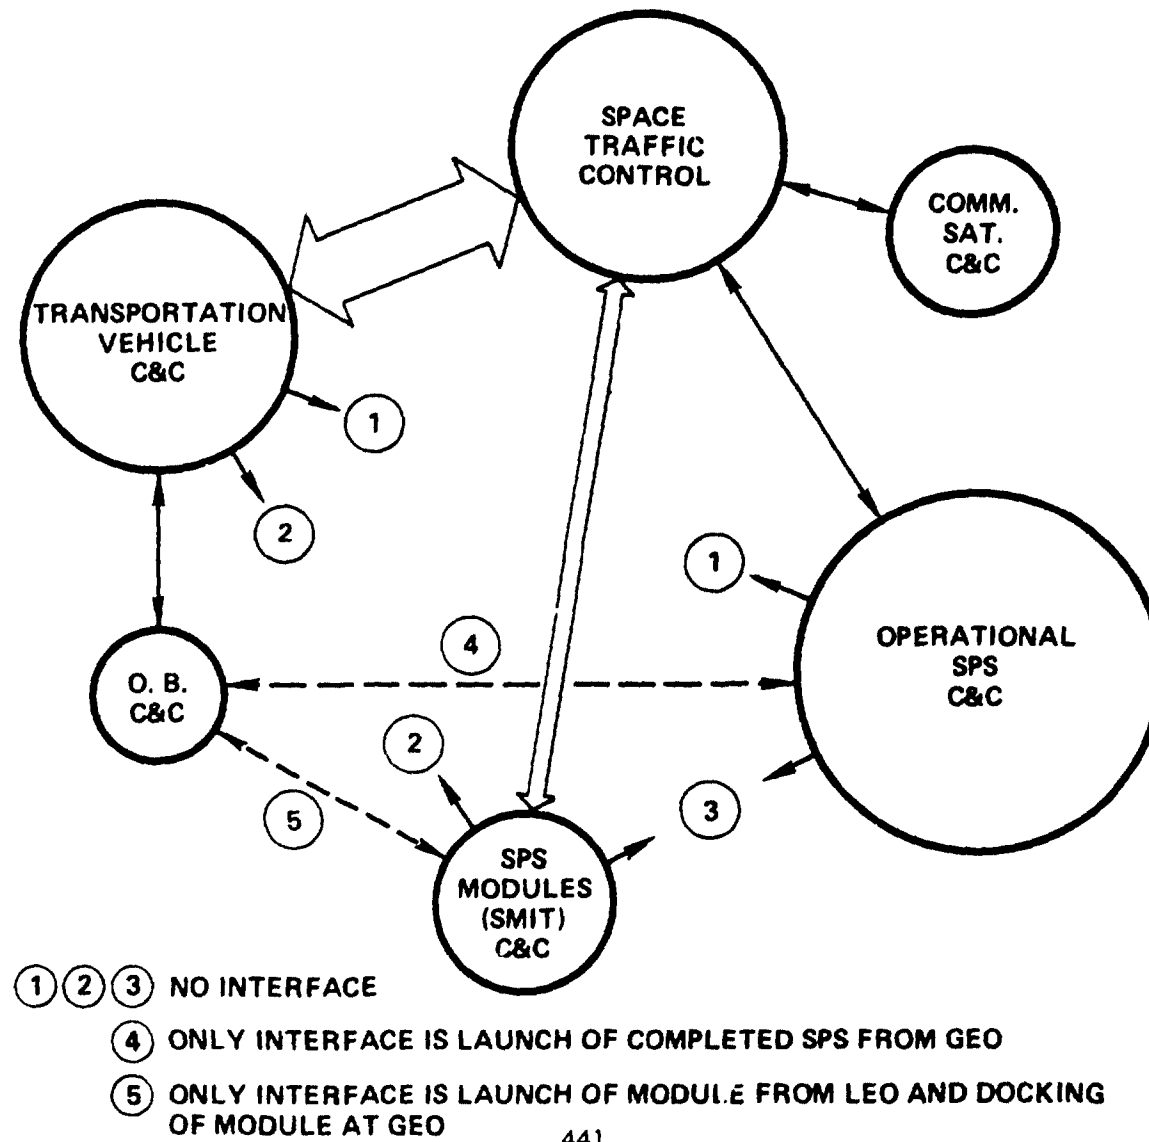 SPACE
TRAFFIC
CONTROL
COMM.
SAT.
C&C
TRANSPORTATION
VEHICLE
C&C
1
2
1
OPERATIONAL
SPS
C&C
4
O. B.
C&C
2
3
5
SPS
MODULES
(SMIT)
C&C
1 2 3 NO INTERFACE
4 ONLY INTERFACE IS LAUNCH OF COMPLETED SPS FROM GEO
5 ONLY INTERFACE IS LAUNCH OF MODULE FROM LEO AND DOCKING
OF MODULE AT GEO
441